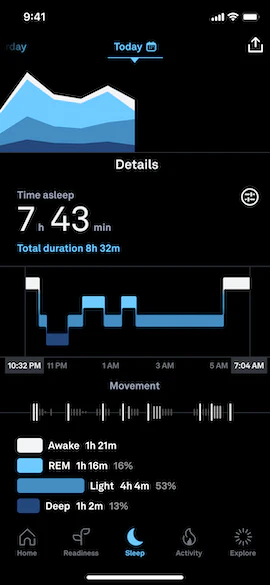 9:41
rday Today
Details
Time asleep
7 h 43 min
Total duration 8h 32m
10:32 PM 11 PM 1 AM 3 AM 5 AM 7:04 AM
Movement
Awake 1h 21m
REM 1h 16m 16%
Light 4h 4m 53%
Deep 1h 2m 13%
Home Readiness Sleep Activity Explore